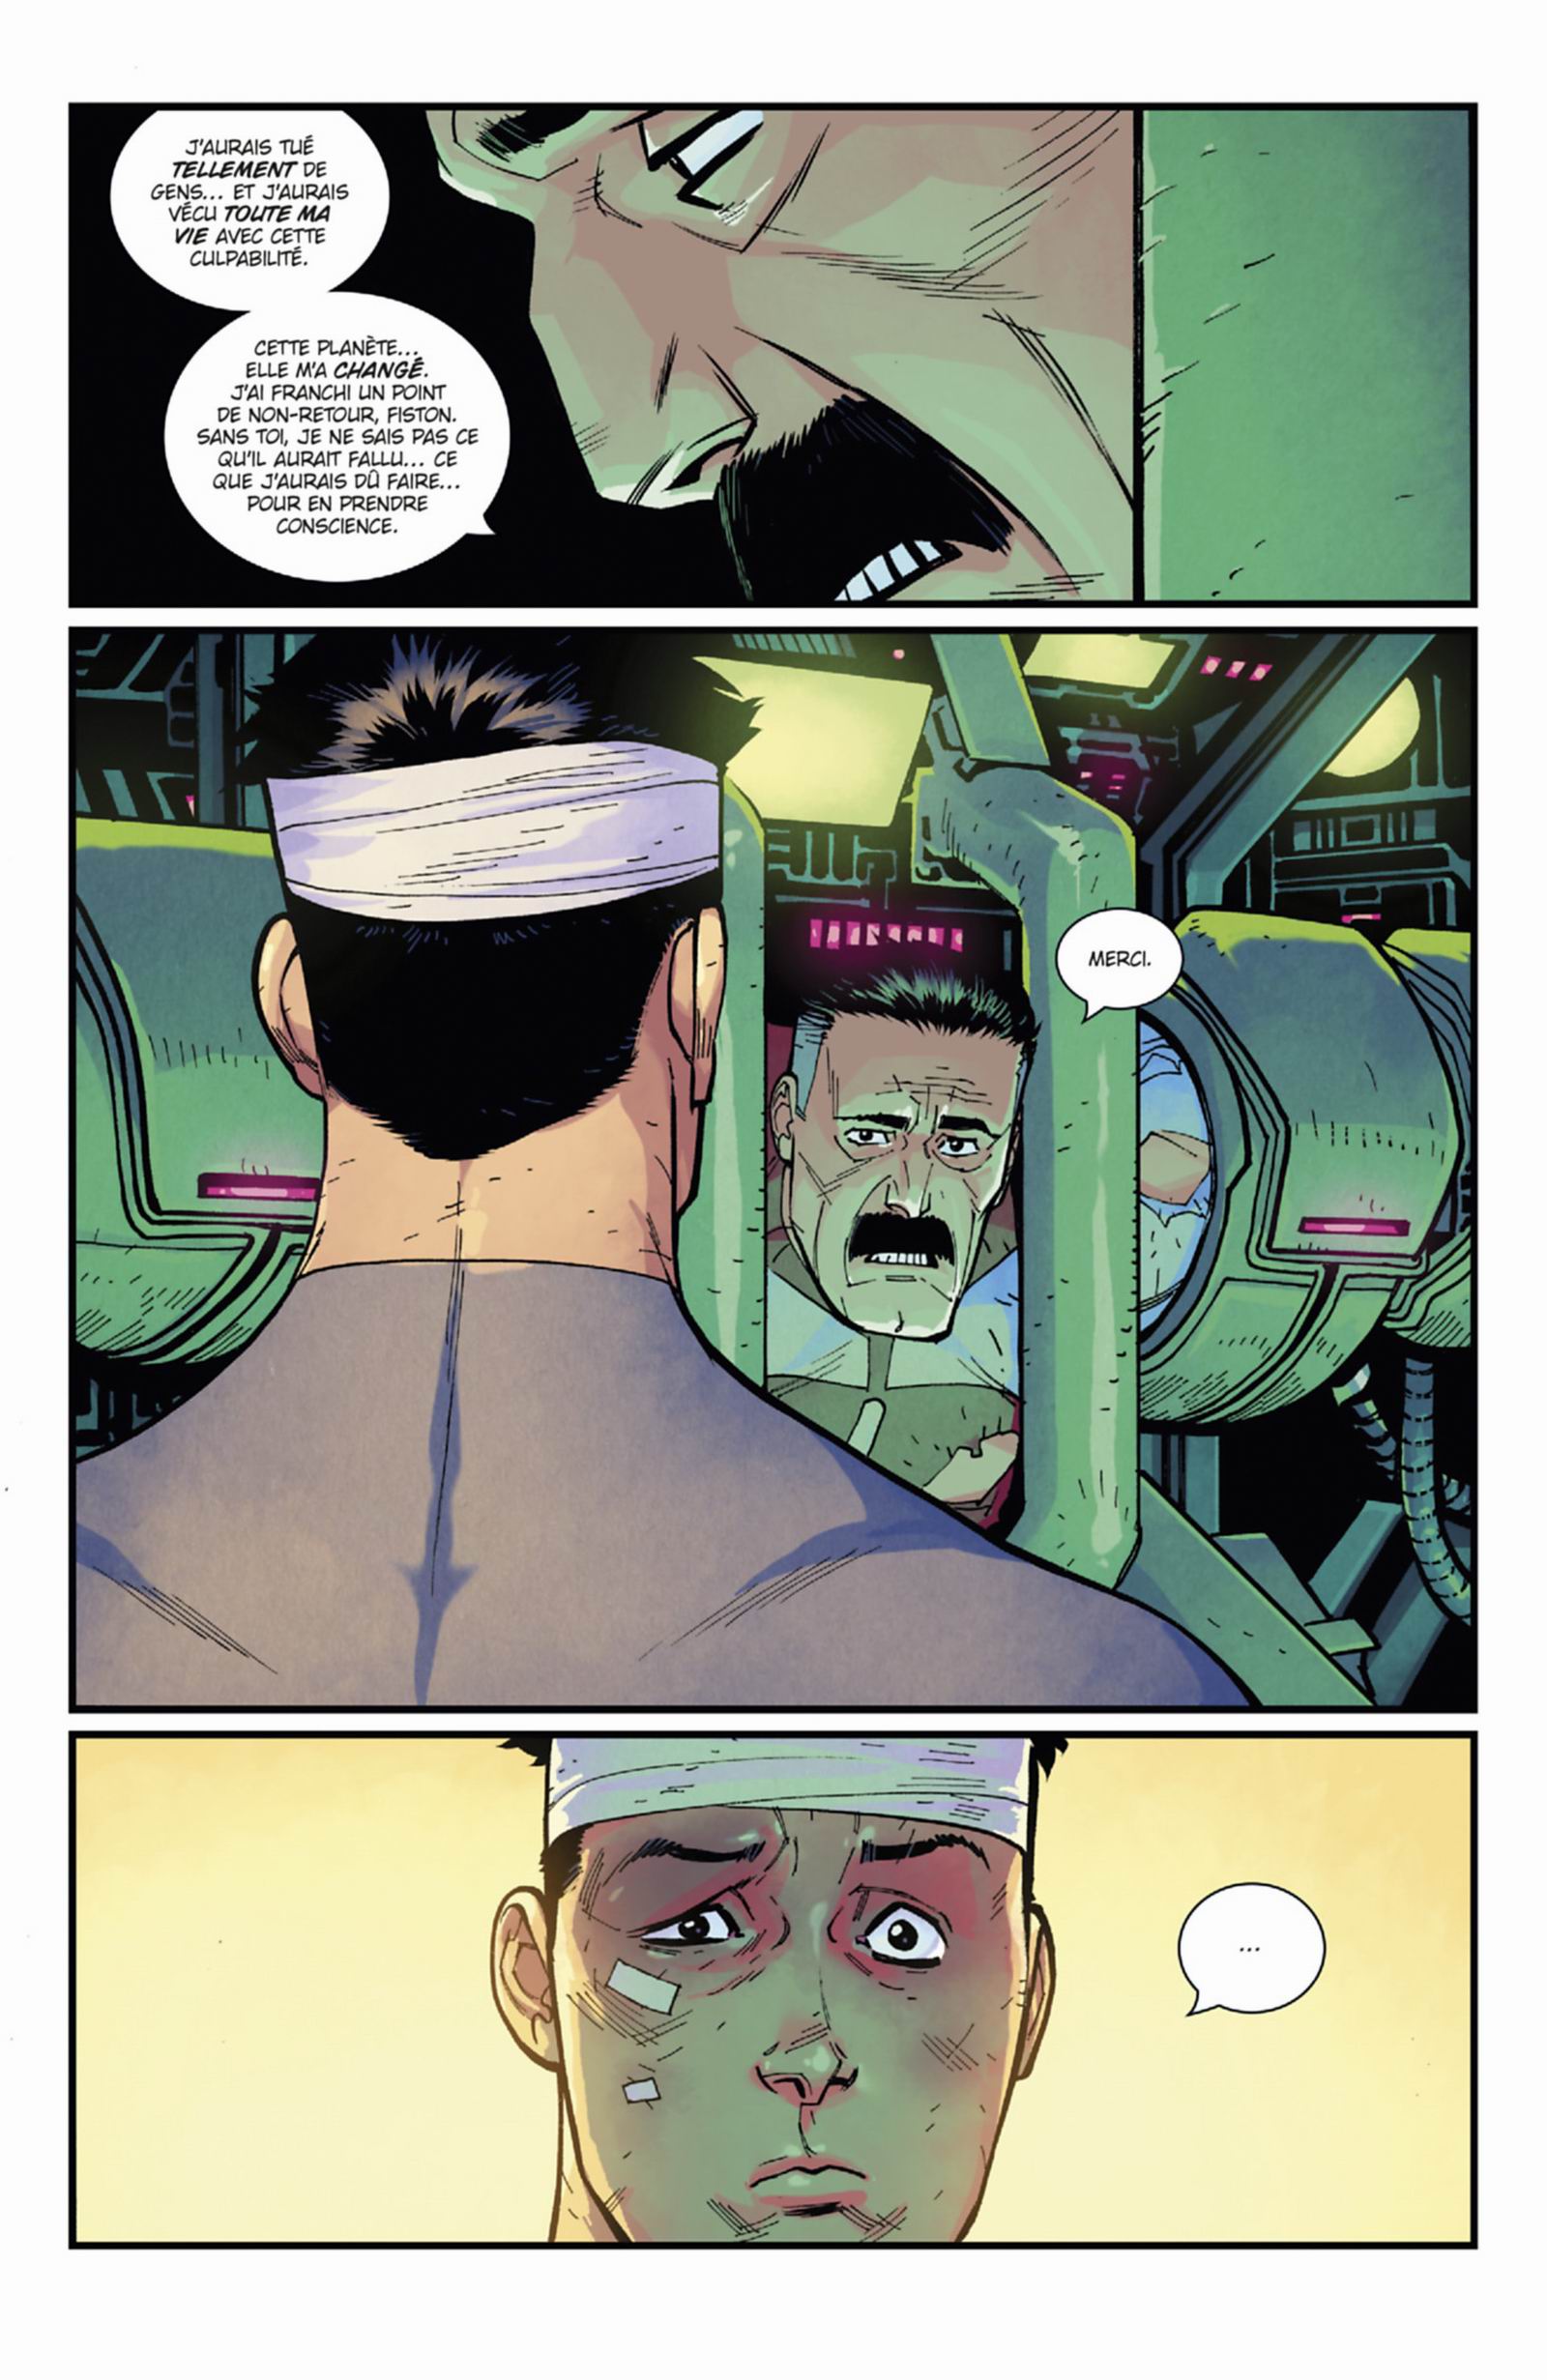 J'AURAIS TUÉ
TELLEMENT DE
GENS... ET J'AURAIS
VÉCU TOUTE MA
VIE AVEC CETTE
CULPABILITÉ.
CETTE PLANÈTE...
ELLE M'A CHANGÉ.
J'AI FRANCHI UN POINT
DE NON-RETOUR, FISTON.
SANS TOI, JE NE SAIS PAS CE
QU'IL AURAIT FALLU... CE
QUE J'AURAIS DÛ FAIRE...
POUR EN PRENDRE
CONSCIENCE.
MERCI.
...